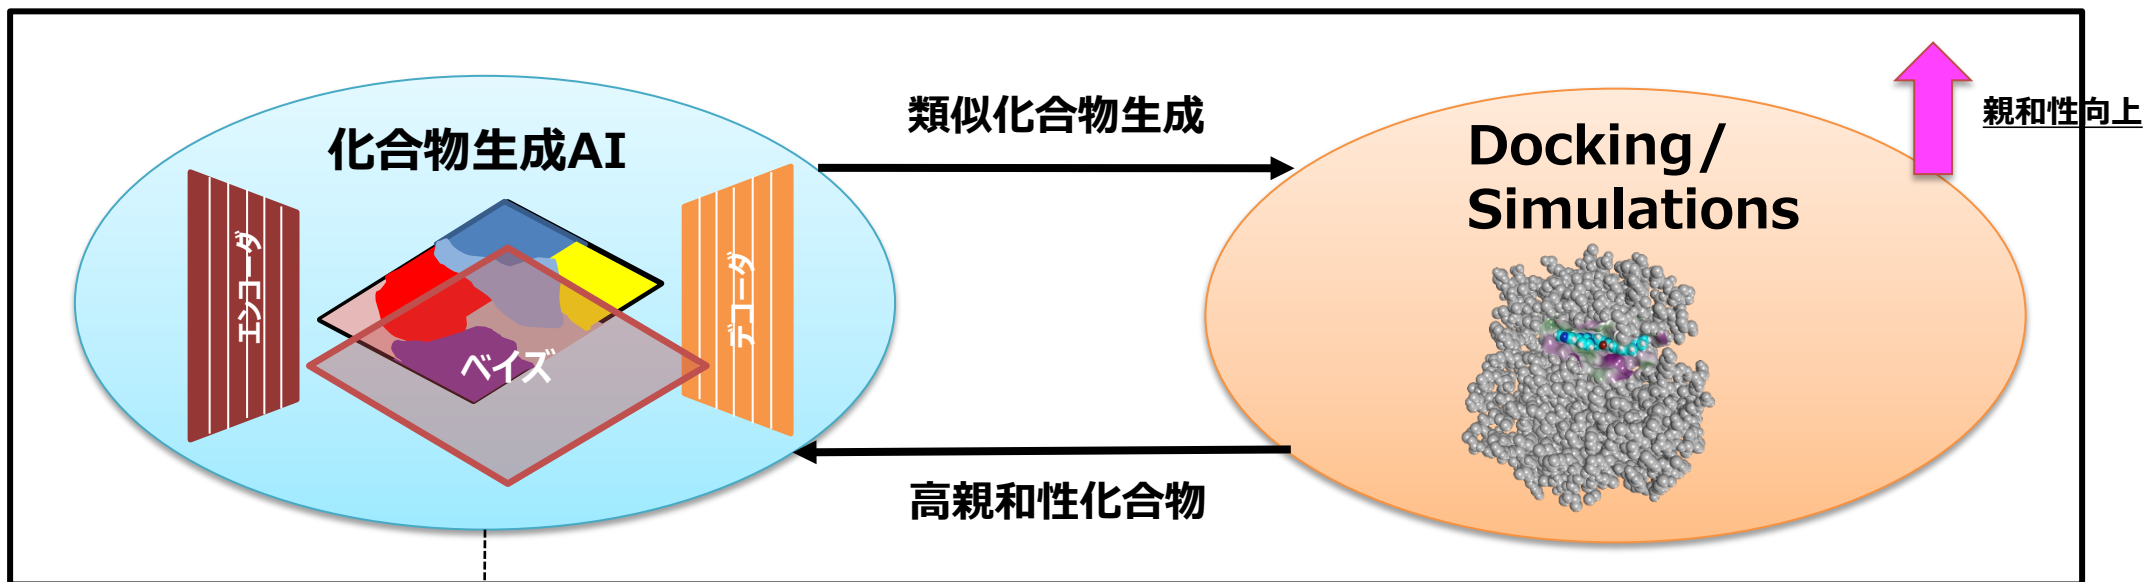 化合物生成AI
エンコーダ
ベイズ
デコーダ
類似化合物生成
高親和性化合物
Docking/
Simulations
親和性向上